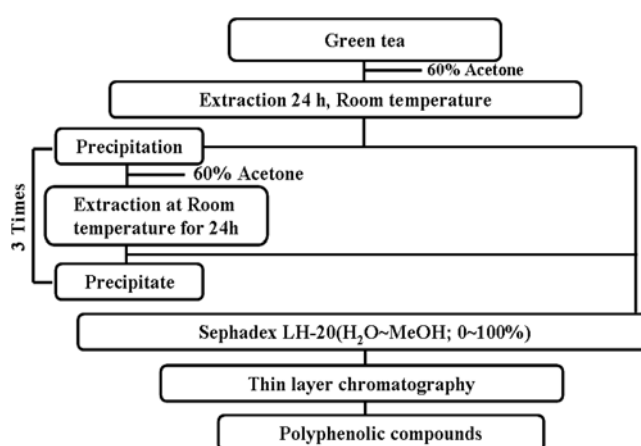 Green tea
60% Acetone
Extraction 24 h, Room temperature
Precipitation
60% Acetone
Extraction at Room
temperature for 24h
3 Times
Precipitate
Sephadex LH-20(H₂O~MeOH; 0~100%)
Thin layer chromatography
Polyphenolic compounds